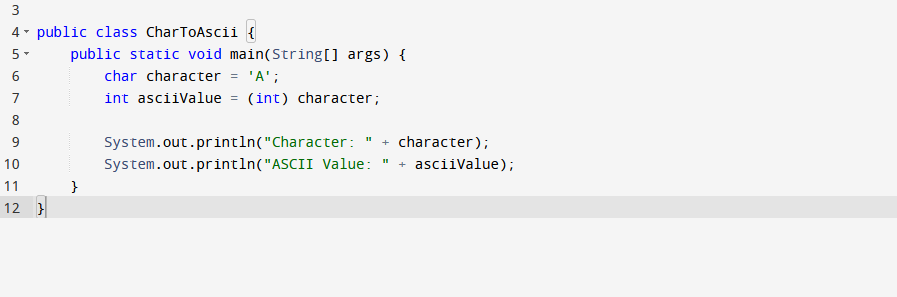 3
4 public class CharToAscii {
5     public static void main(String[] args) {
6         char character = 'A';
7         int asciiValue = (int) character;
8
9         System.out.println("Character: " + character);
10         System.out.println("ASCII Value: " + asciiValue);
11     }
12 }